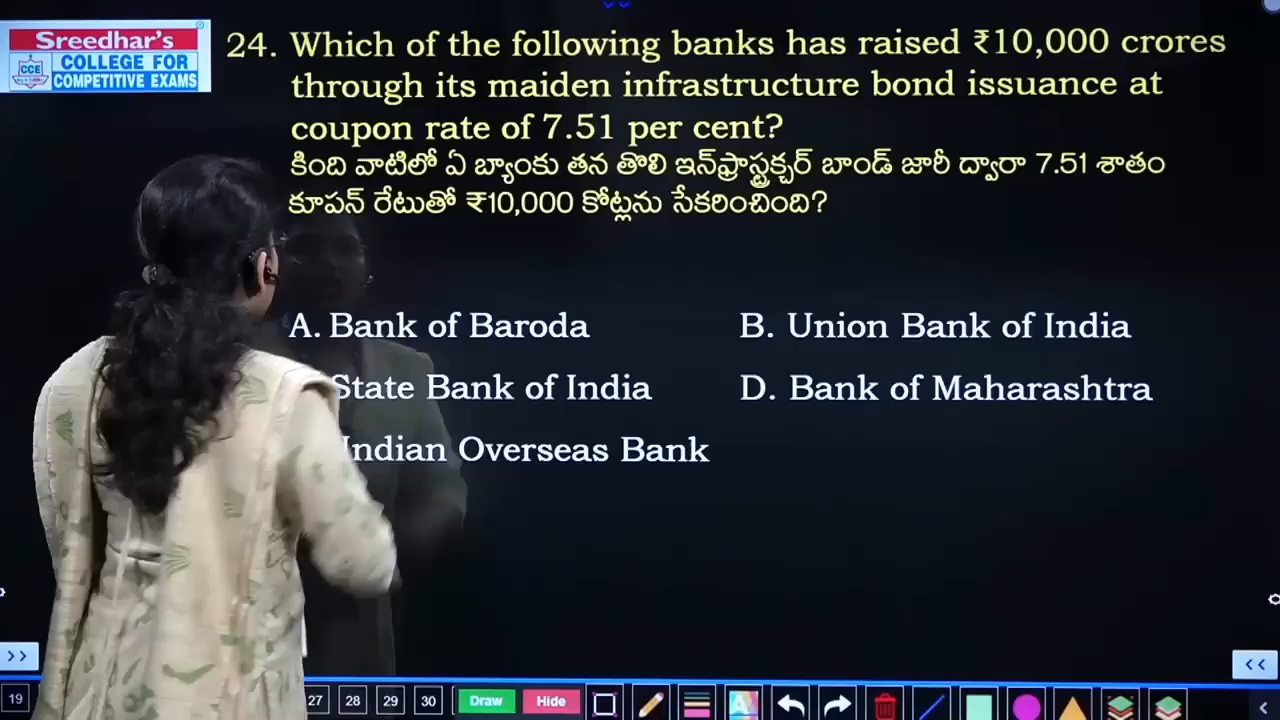 Sreedhar's
CCE
COLLEGE FOR
COMPETITIVE EXAMS
24. Which of the following banks has raised ₹10,000 crores
through its maiden infrastructure bond issuance at
coupon rate of 7.51 per cent?
కింది వాటిలో ఏ బ్యాంకు తన తొలి ఇన్‌ఫ్రాస్ట్రక్చర్ బాండ్ జారీ ద్వారా 7.51 శాతం
కూపన్ రేటుతో ₹10,000 కోట్లను సేకరించింది?
A. Bank of Baroda
B. Union Bank of India
State Bank of India
D. Bank of Maharashtra
Indian Overseas Bank
>>
<<
19
27 28 29 30 Draw Hide